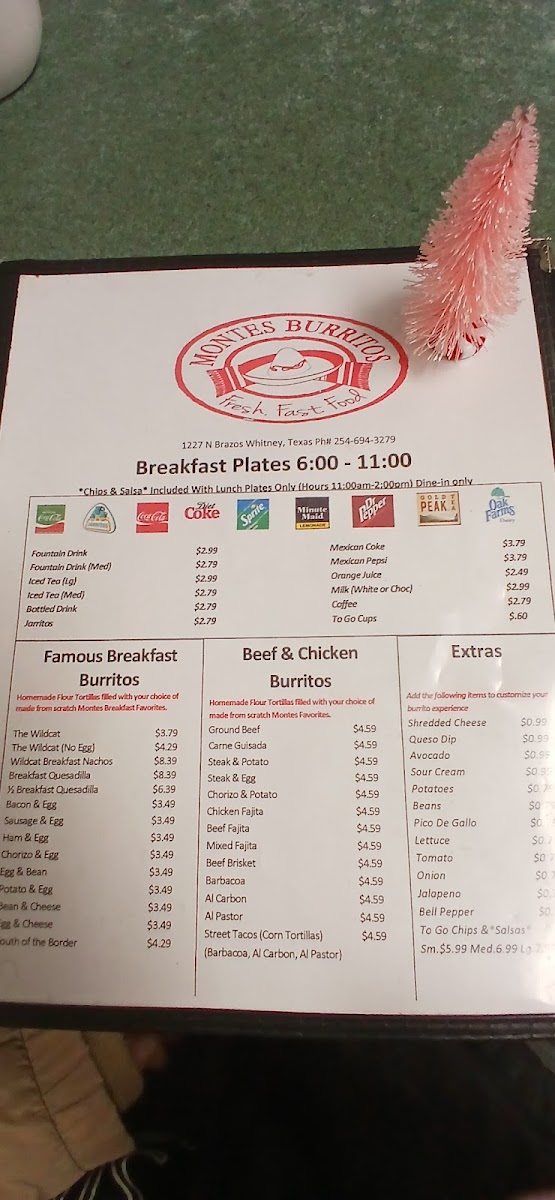 MONTES BURRITOS
Fresh. Fast. Food
1227 N Brazos Whitney, Texas Ph# 254-694-3279
Breakfast Plates 6:00 - 11:00
*Chips & Salsa* Included With Lunch Plates Only (Hours 11:00am-2:00pm) Dine-in only
Coca-Cola
Coca-Cola
Diet Coke
Sprite
Minute Maid LEMONADE
Dr Pepper
GOLD PEAK TEA
Oak Farms Dairy
Fountain Drink $2.99
Fountain Drink (Med) $2.79
Iced Tea (Lg) $2.99
Iced Tea (Med) $2.79
Bottled Drink $2.79
Jarritos $2.79
Mexican Coke $3.79
Mexican Pepsi $3.79
Orange Juice $2.49
Milk (White or Choc) $2.99
Coffee $2.79
To Go Cups $.60
Famous Breakfast
Burritos
Homemade Flour Tortillas filled with your choice of
made from scratch Montes Breakfast Favorites.
The Wildcat $3.79
The Wildcat (No Egg) $4.29
Wildcat Breakfast Nachos $8.39
Breakfast Quesadilla $8.39
½ Breakfast Quesadilla $6.39
Bacon & Egg $3.49
Sausage & Egg $3.49
Ham & Egg $3.49
Chorizo & Egg $3.49
Egg & Bean $3.49
Potato & Egg $3.49
Bean & Cheese $3.49
Egg & Cheese $3.49
outh of the Border $4.29
Beef & Chicken
Burritos
Homemade Flour Tortillas filled with your choice of
made from scratch Montes Favorites.
Ground Beef $4.59
Carne Guisada $4.59
Steak & Potato $4.59
Steak & Egg $4.59
Chorizo & Potato $4.59
Chicken Fajita $4.59
Beef Fajita $4.59
Mixed Fajita $4.59
Beef Brisket $4.59
Barbacoa $4.59
Al Carbon $4.59
Al Pastor $4.59
Street Tacos (Corn Tortillas) $4.59
(Barbacoa, Al Carbon, Al Pastor)
Extras
Add the following items to customize your
burrito experience
Shredded Cheese $0.99
Queso Dip $0.99
Avocado $0.99
Sour Cream
Potatoes
Beans
Pico De Gallo
Lettuce
Tomato
Onion
Jalapeno
Bell Pepper
To Go Chips &*Salsas*
Sm.$5.99 Med.6.99 Lg